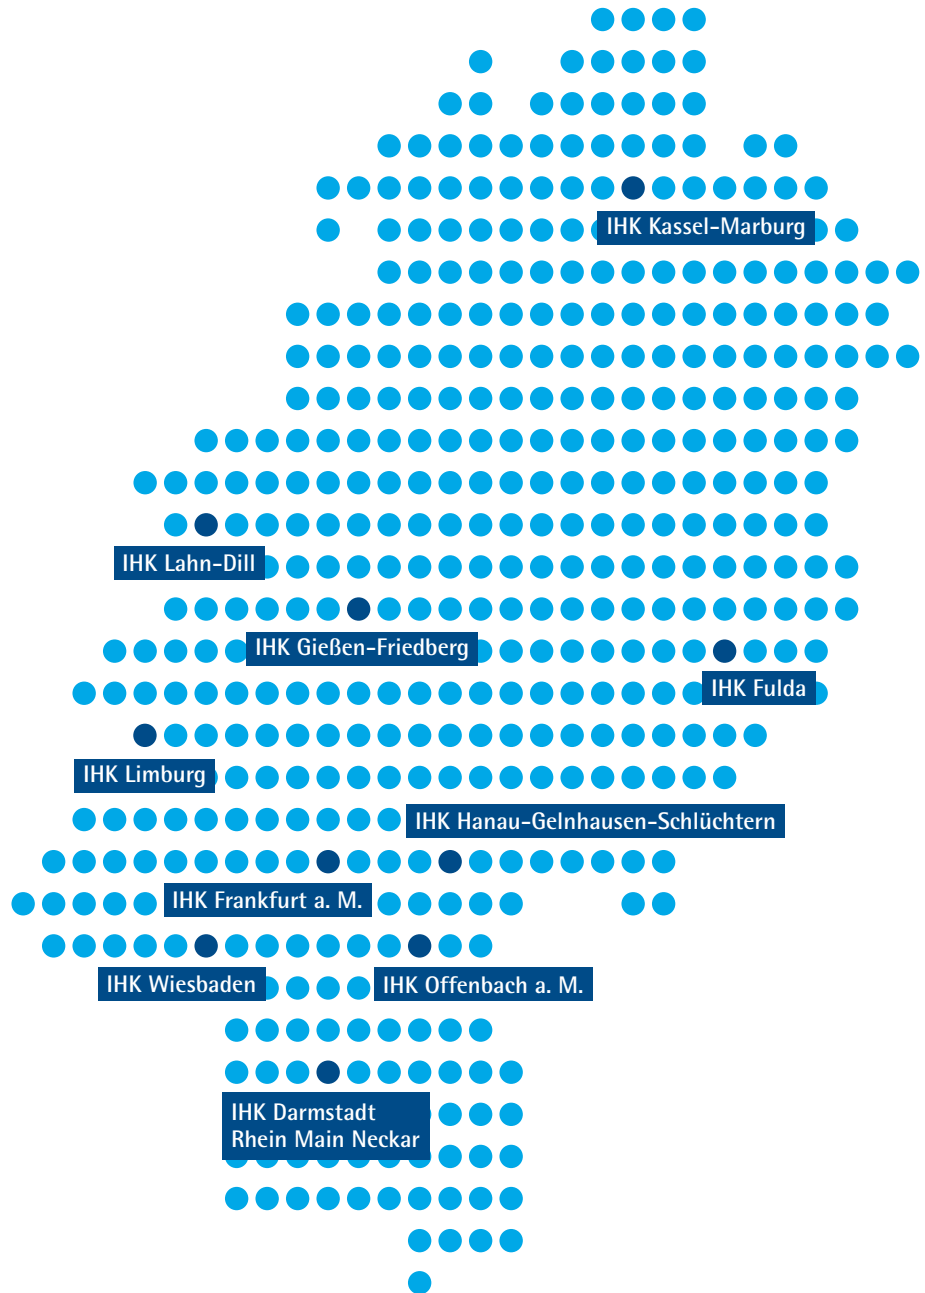 IHK Kassel-Marburg
IHK Lahn-Dill
IHK Gießen-Friedberg
IHK Fulda
IHK Limburg
IHK Hanau-Gelnhausen-Schlüchtern
IHK Frankfurt a. M.
IHK Wiesbaden
IHK Offenbach a. M.
IHK Darmstadt
Rhein Main Neckar